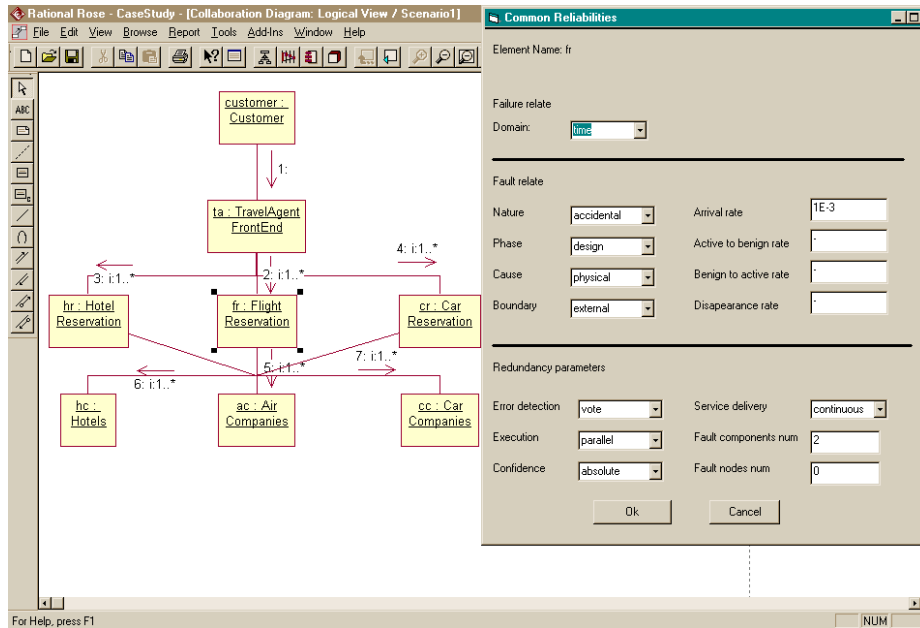 Rational Rose - CaseStudy - [Collaboration Diagram: Logical View / Scenario1]
File Edit View Browse Report Tools Add-Ins Window Help
ABC
customer :
Customer
1:
ta : TravelAgent
FrontEnd
4: i:1..*
3: i:1..*
2: i:1..*
hr : Hotel
Reservation
fr : Flight
Reservation
cr : Car
Reservation
7: i:1..*
5: i:1..*
6: i:1..*
hc :
Hotels
ac : Air
Companies
cc : Car
Companies
Common Reliabilities
Element Name: fr
Failure relate
Domain: time
Fault relate
Nature accidental Arrival rate 1E-3
Phase design Active to benign rate -
Cause physical Benign to active rate -
Boundary external Disapearance rate -
Redundancy parameters
Error detection vote Service delivery continuous
Execution parallel Fault components num 2
Confidence absolute Fault nodes num 0
Ok Cancel
For Help, press F1 NUM